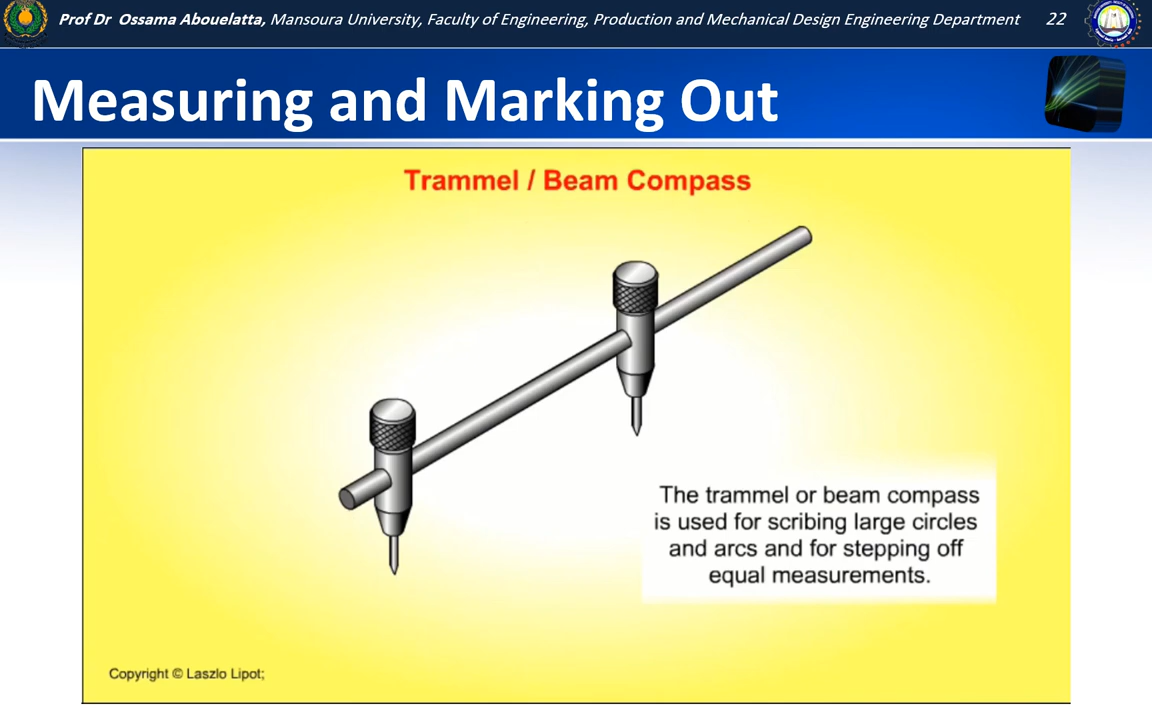 Prof Dr Ossama Abouelatta, Mansoura University, Faculty of Engineering, Production and Mechanical Design Engineering Department 22
Measuring and Marking Out
Trammel / Beam Compass
The trammel or beam compass
is used for scribing large circles
and arcs and for stepping off
equal measurements.
Copyright © Laszlo Lipot;